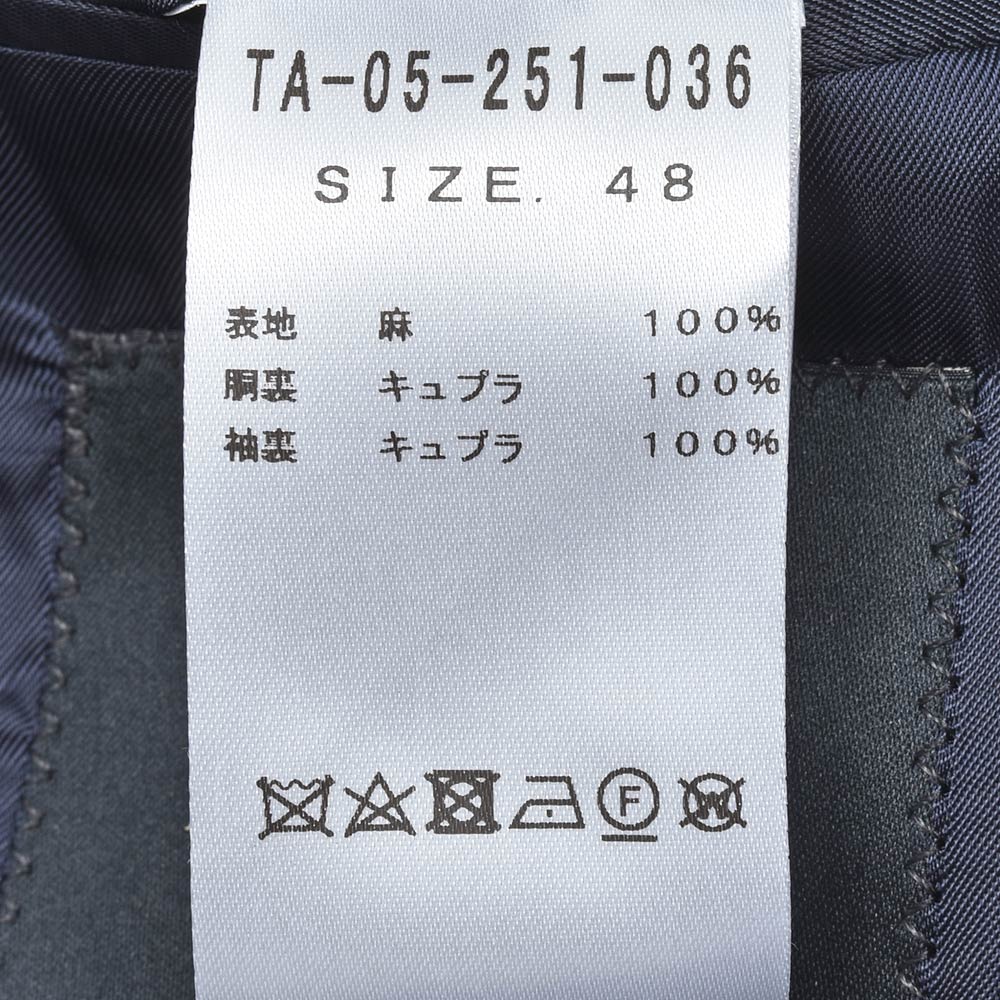 TA-05-251-036
SIZE. 48
表地 麻 100%
胴裏 キュプラ 100%
袖裏 キュプラ 100%
F W